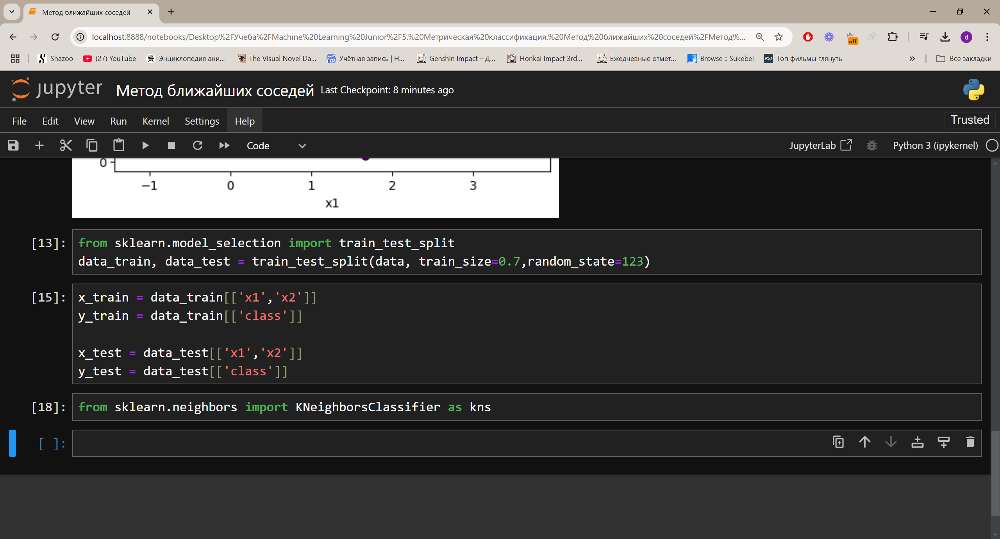 Метод ближайших соседей
localhost:8888/notebooks/Desktop%2FУчеба%2FMachine%20Learning%20Junior%2F5.%20Метрическая%20классификация.%20Метод%20ближайших%20соседей%2FМетод%...
off
d
Shazoo
(27) YouTube
Энциклопедия ани...
The Visual Novel Da...
Учётная запись | H...
Genshin Impact – Д...
Honkai Impact 3rd...
Ежедневные отмет...
Browse :: Sukebei
Топ фильмы глянуть
Все закладки
jupyter Метод ближайших соседей Last Checkpoint: 8 minutes ago
File Edit View Run Kernel Settings Help Trusted
Code JupyterLab Python 3 (ipykernel)
0
−1 0 1 2 3
x1
[13]: from sklearn.model_selection import train_test_split
data_train, data_test = train_test_split(data, train_size=0.7,random_state=123)
[15]: x_train = data_train[['x1','x2']]
y_train = data_train[['class']]
x_test = data_test[['x1','x2']]
y_test = data_test[['class']]
[18]: from sklearn.neighbors import KNeighborsClassifier as kns
[ ]: